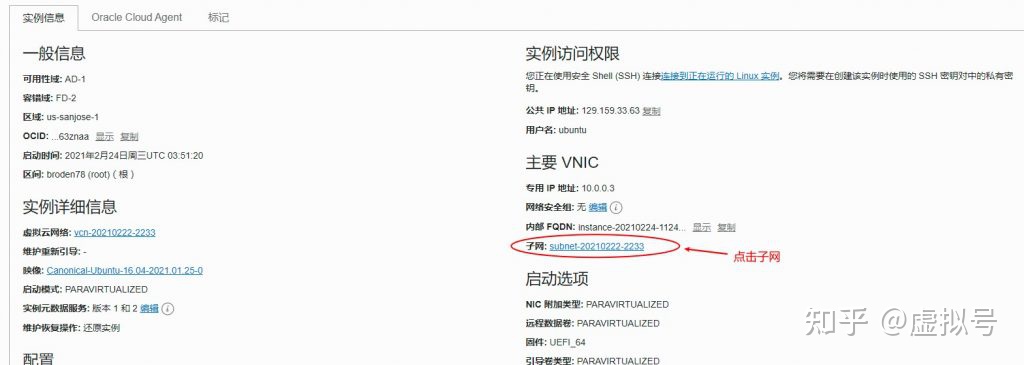 实例信息
Oracle Cloud Agent
标记
一般信息
可用性域: AD-1
容错域: FD-2
区域: us-sanjose-1
OCID: ...63znaa 显示 复制
启动时间: 2021年2月24日周三UTC 03:51:20
区间: broden78 (root)（根）
实例详细信息
虚拟云网络: vcn-20210222-2233
维护重新引导: -
映像: Canonical-Ubuntu-16.04-2021.01.25-0
启动模式: PARAVIRTUALIZED
实例元数据服务: 版本 1 和 2 编辑 i
维护恢复操作: 还原实例
配置
实例访问权限
您正在使用安全 Shell (SSH) 连接连接到正在运行的 Linux 实例。您将需要在创建该实例时使用的 SSH 密钥对中的私有密
钥。
公共 IP 地址: 129.159.33.63 复制
用户名: ubuntu
主要 VNIC
专用 IP 地址: 10.0.0.3
网络安全组: 无 编辑 i
内部 FQDN: instance-20210224-1124... 显示 复制
子网: subnet-20210222-2233
点击子网
启动选项
NIC 附加类型: PARAVIRTUALIZED
远程数据卷: PARAVIRTUALIZED
固件: UEFI_64
引导卷类型: PARAVIRTUALIZED
知乎 @虚拟号